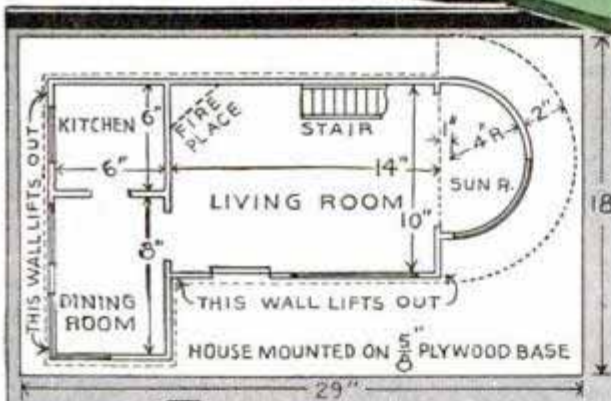 KITCHEN
6"
6"
FIRE PLACE
STAIR
14"
LIVING ROOM
10"
1"
4"R
2"
SUN R.
18
8"
DINING
ROOM
THIS WALL LIFTS OUT
THIS WALL LIFTS OUT
HOUSE MOUNTED ON 5/8" PLYWOOD BASE
29"